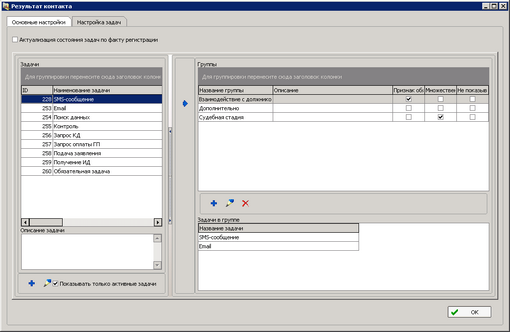 Результат контакта
Основные настройки
Настройка задач
Актуализация состояния задач по факту регистрации
Задачи
Для группировки перенесите сюда заголовок колонки
ID Наименование задачи
228 SMS-сообщение
253 Email
254 Поиск данных
255 Контроль
256 Запрос КД
257 Запрос оплаты ГП
258 Подача заявления
259 Получение ИД
260 Обязательная задача
Описание задачи
Показывать только активные задачи
Группы
Для группировки перенесите сюда заголовок колонки
Название группы Описание Признак об Множествен Не показыв
Взаимодействие с должнико
Дополнительно
Судебная стадия
Задачи в группе
Название задачи
SMS-сообщение
Email
OK